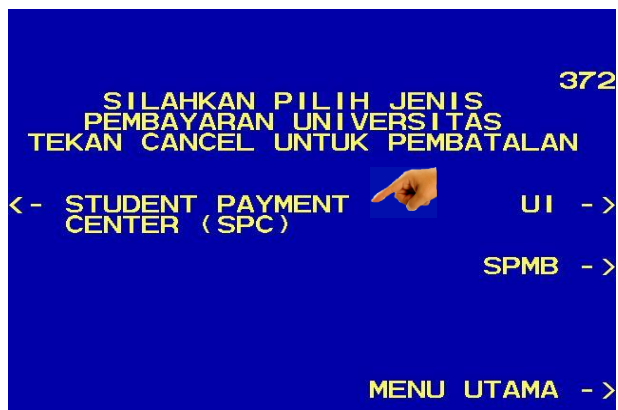 372
SILAHKAN PILIH JENIS
PEMBAYARAN UNIVERSITAS
TEKAN CANCEL UNTUK PEMBATALAN
<- STUDENT PAYMENT
CENTER (SPC)
UI ->
SPMB ->
MENU UTAMA ->